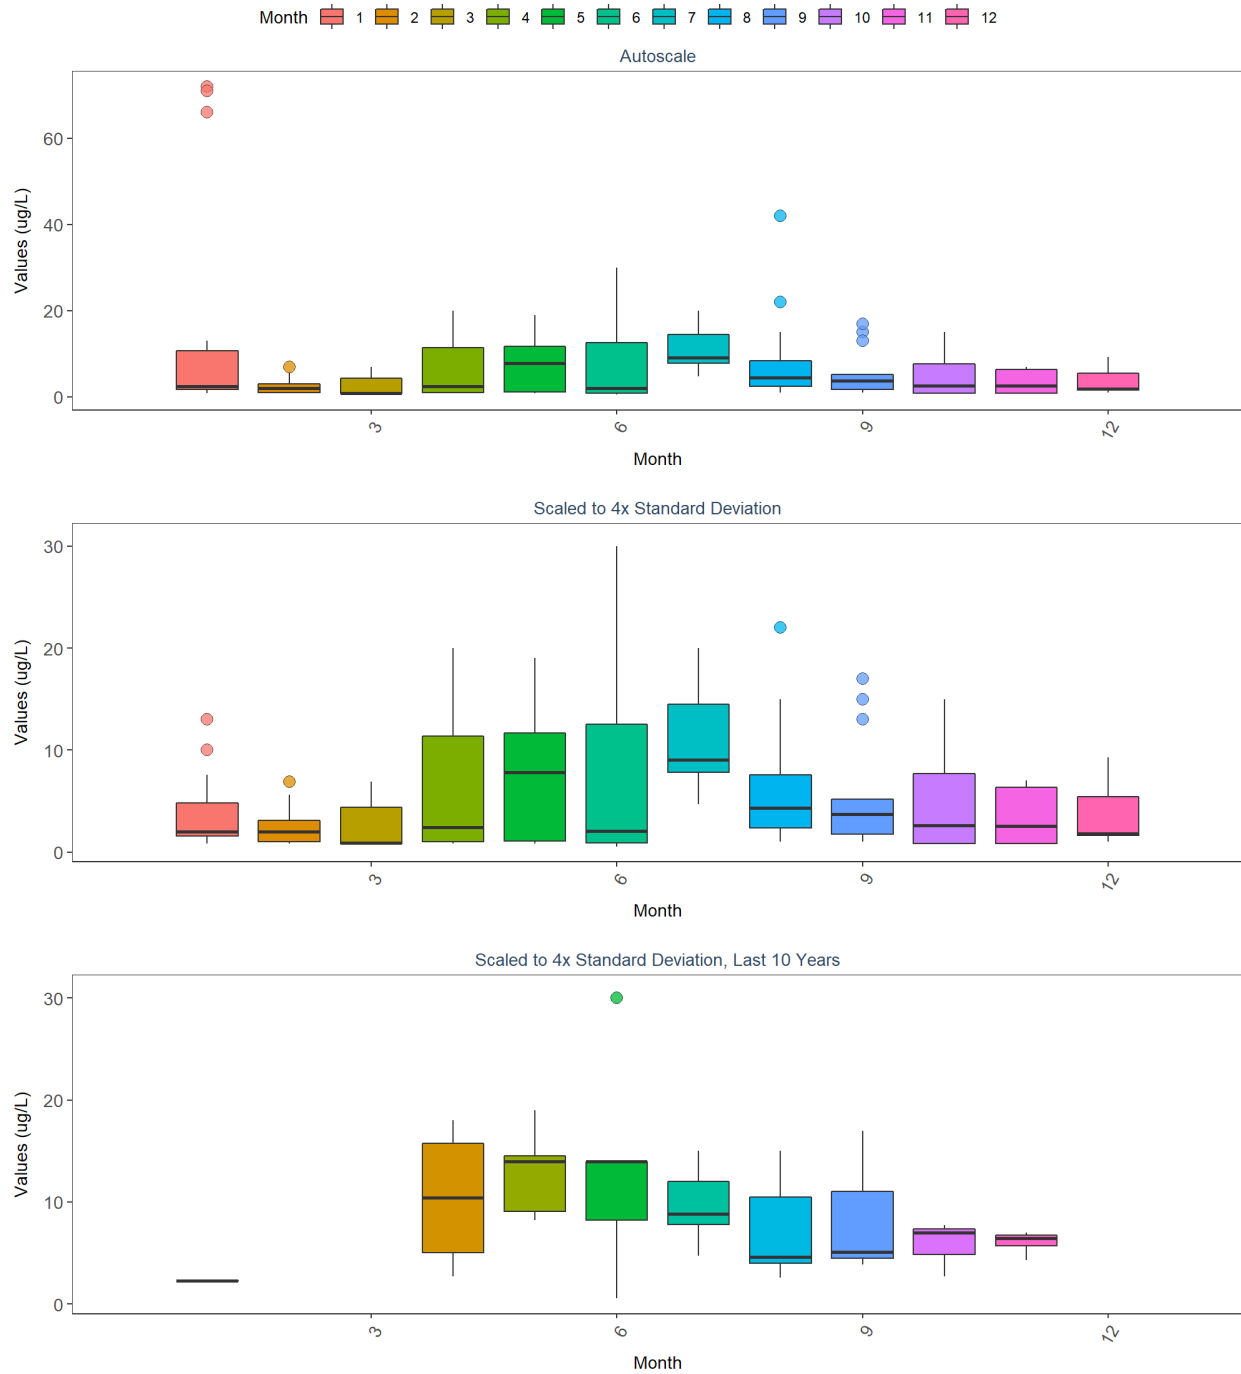 Month 1 2 3 4 5 6 7 8 9 10 11 12
Autoscale
Values (ug/L)
60
40
20
0
3 6 9 12
Month
Scaled to 4x Standard Deviation
Values (ug/L)
30
20
10
0
3 6 9 12
Month
Scaled to 4x Standard Deviation, Last 10 Years
Values (ug/L)
30
20
10
0
3 6 9 12
Month